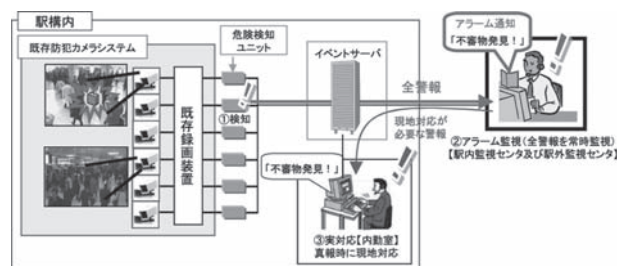 駅構内
既存防犯カメラシステム
既存録画装置
危険検知
ユニット
①検知
イベントサーバ
全警報
現地対応が
必要な警報
アラーム通知
「不審物発見!」
②アラーム監視(全警報を常時監視)
【駅内監視センタ及び駅外監視センタ】
「不審物発見!」
③実対応【内勤室】
真報時に現地対応